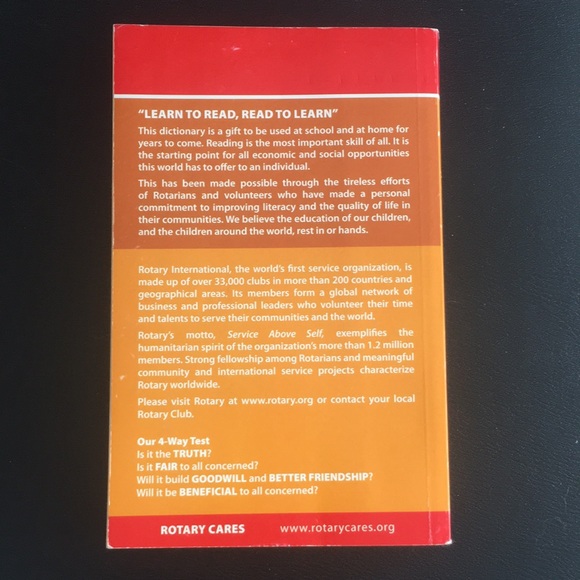 "LEARN TO READ, READ TO LEARN"
This dictionary is a gift to be used at school and at home for
years to come. Reading is the most important skill of all. It is
the starting point for all economic and social opportunities
this world has to offer to an individual.
This has been made possible through the tireless efforts
of Rotarians and volunteers who have made a personal
commitment to improving literacy and the quality of life in
their communities. We believe the education of our children,
and the children around the world, rest in or hands.
Rotary International, the world's first service organization, is
made up of over 33,000 clubs in more than 200 countries and
geographical areas. Its members form a global network of
business and professional leaders who volunteer their time
and talents to serve their communities and the world.
Rotary's motto, Service Above Self, exemplifies the
humanitarian spirit of the organization's more than 1.2 million
members. Strong fellowship among Rotarians and meaningful
community and international service projects characterize
Rotary worldwide.
Please visit Rotary at www.rotary.org or contact your local
Rotary Club.
Our 4-Way Test
Is it the TRUTH?
Is it FAIR to all concerned?
Will it build GOODWILL and BETTER FRIENDSHIP?
Will it be BENEFICIAL to all concerned?
ROTARY CARES www.rotarycares.org